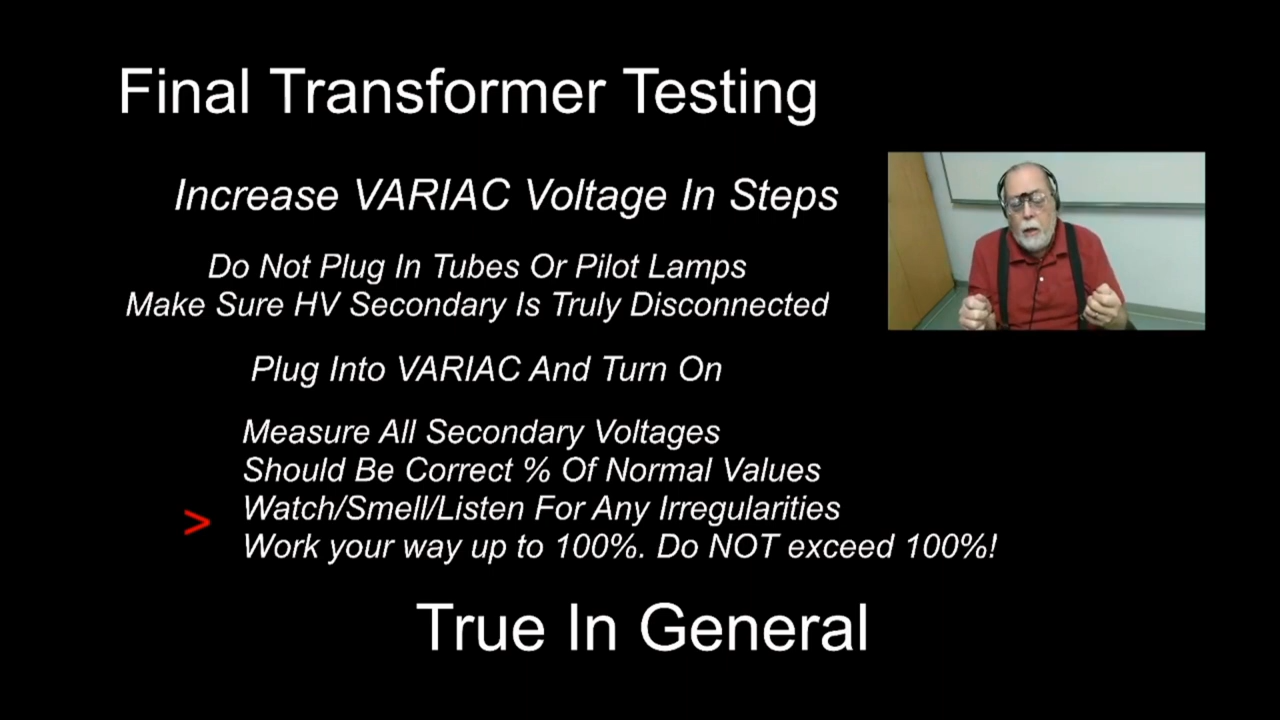 Final Transformer Testing
Increase VARIAC Voltage In Steps
Do Not Plug In Tubes Or Pilot Lamps
Make Sure HV Secondary Is Truly Disconnected
Plug Into VARIAC And Turn On
Measure All Secondary Voltages
Should Be Correct % Of Normal Values
> Watch/Smell/Listen For Any Irregularities
Work your way up to 100%. Do NOT exceed 100%!
True In General